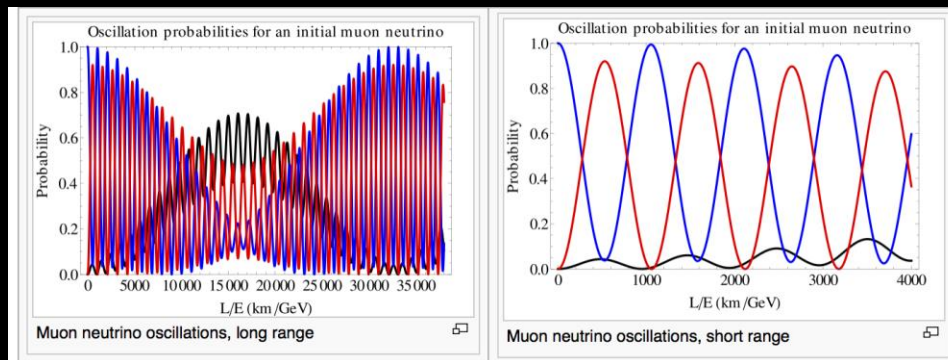 Oscillation probabilities for an initial muon neutrino
1.0
0.8
0.6
0.4
0.2
0.0
Probability
0 5000 10000 15000 20000 25000 30000 35000
L/E (km/GeV)
Muon neutrino oscillations, long range
Oscillation probabilities for an initial muon neutrino
1.0
0.8
0.6
0.4
0.2
0.0
Probability
0 1000 2000 3000 4000
L/E (km/GeV)
Muon neutrino oscillations, short range